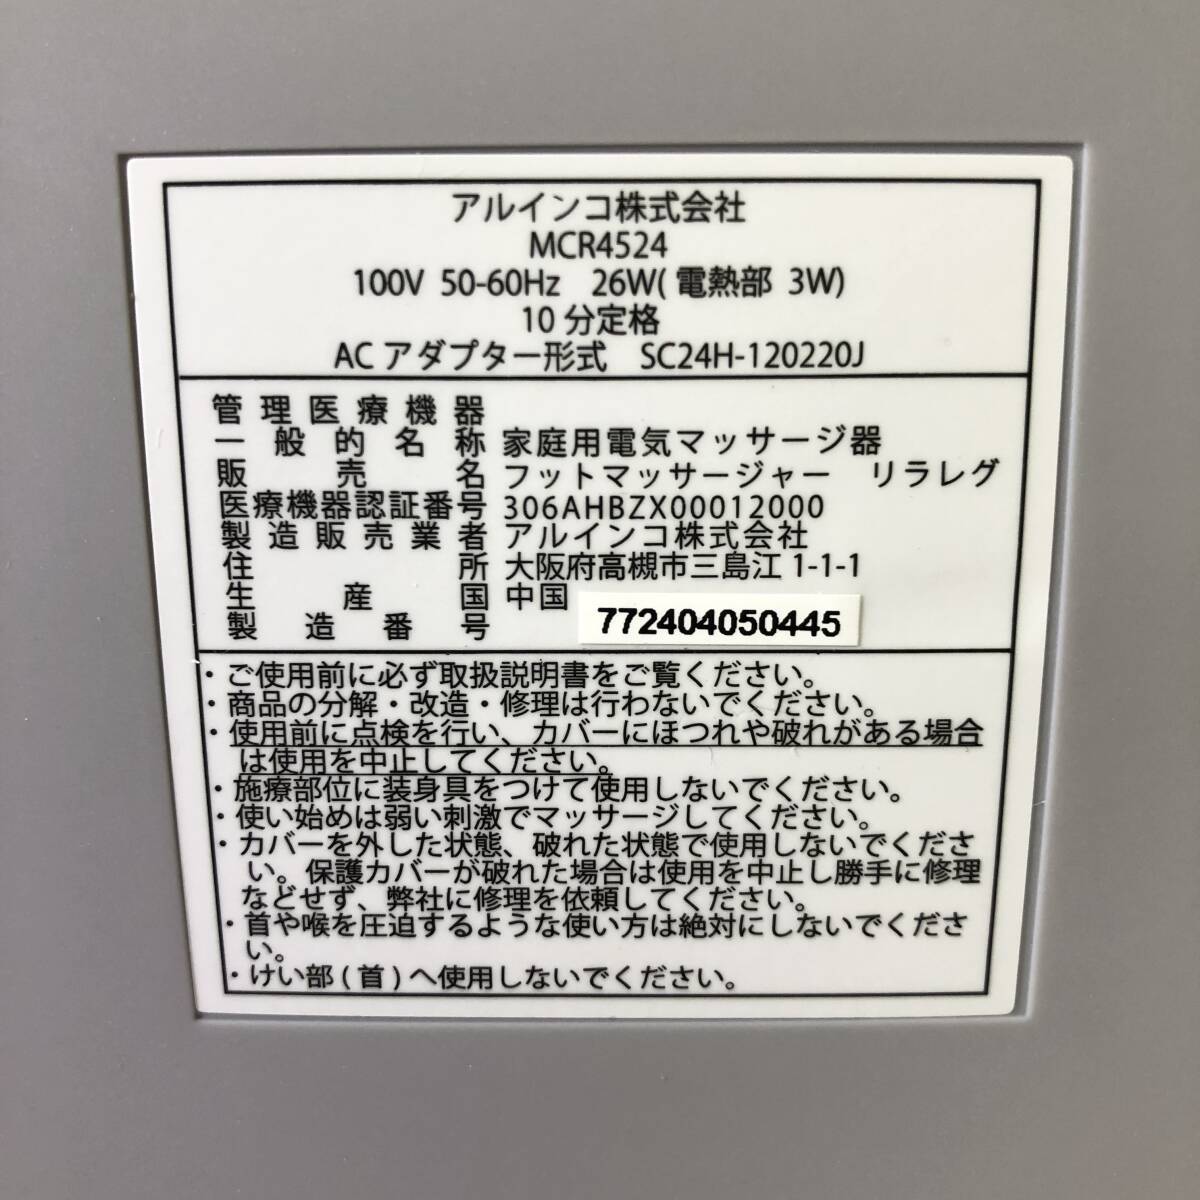 アルインコ株式会社
MCR4524
100V 50-60Hz 26W(電熱部 3W)
10分定格
ACアダプター形式 SC24H-120220J
管理医療機器
一般的名称 家庭用電気マッサージ器
販売名 フットマッサージャー リラレグ
医療機器認証番号 306AHBZX00012000
製造販売業者 アルインコ株式会社
住所 大阪府高槻市三島江1-1-1
生産国 中国
製造番号 772404050445
・ご使用前に必ず取扱説明書をご覧ください。
・商品の分解・改造・修理は行わないでください。
・使用前に点検を行い、カバーにほつれや破れがある場合
は使用を中止してください。
・施療部位に装身具をつけて使用しないでください。
・使い始めは弱い刺激でマッサージしてください。
・カバーを外した状態、破れた状態で使用しないでくださ
い。保護カバーが破れた場合は使用を中止し勝手に修理
などせず、弊社に修理を依頼してください。
・首や喉を圧迫するような使い方は絶対にしないでくださ
い。
・けい部(首)へ使用しないでください。